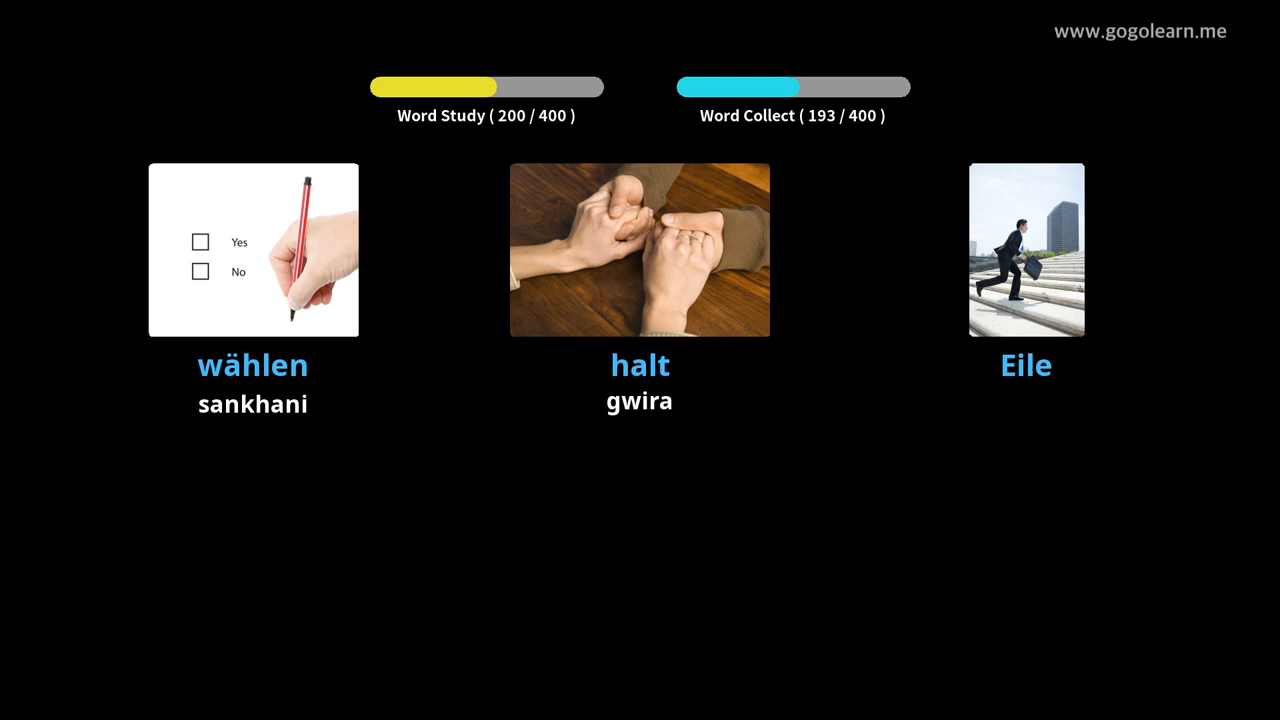 www.gogolearn.me
Word Study ( 200 / 400 )
Word Collect ( 193 / 400 )
Yes
No
wählen
sankhani
halt
gwira
Eile